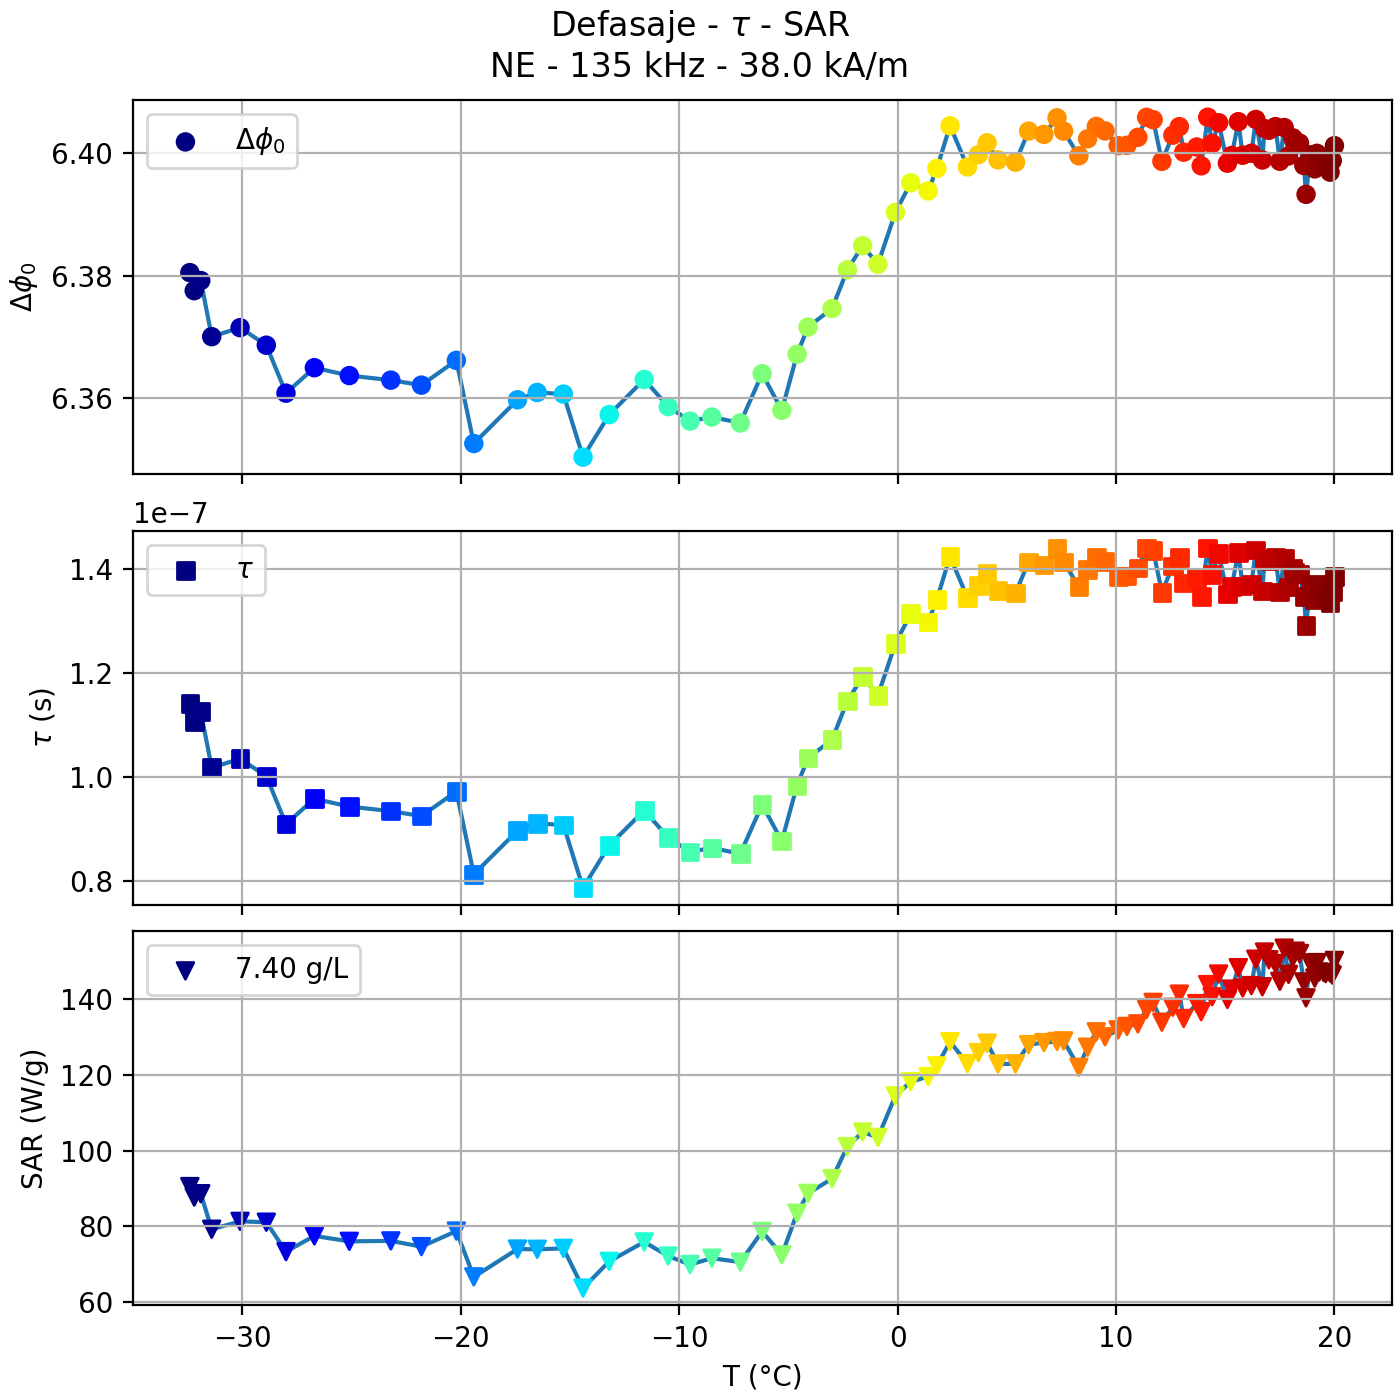 Defasaje - τ - SAR
NE - 135 kHz - 38.0 kA/m
Δϕ₀
6.40
6.38
6.36
Δϕ₀
1e−7
τ
1.4
1.2
1.0
0.8
τ (s)
7.40 g/L
140
120
100
80
60
SAR (W/g)
−30 −20 −10 0 10 20
T (°C)